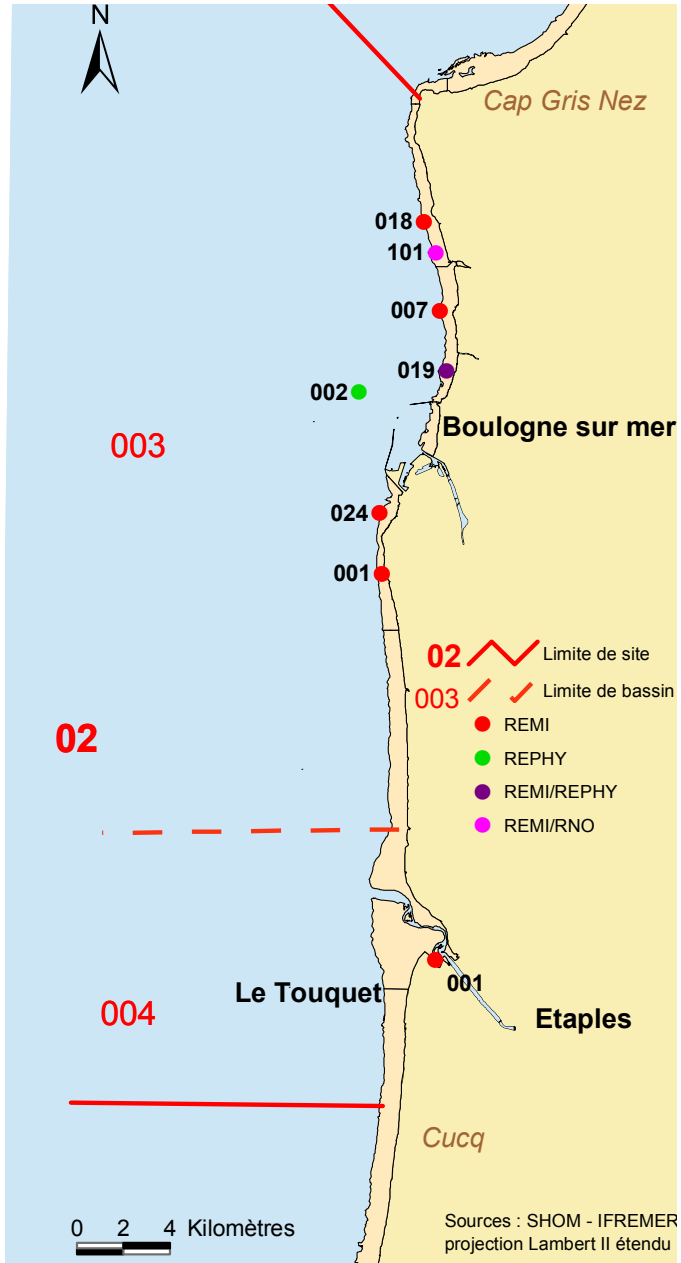 N
Cap Gris Nez
018
101
007
019
002
003
Boulogne sur mer
024
001
02 Limite de site
003 Limite de bassin
02
REMI
REPHY
REMI/REPHY
REMI/RNO
001
Le Touquet
004
Etaples
Cucq
0 2 4 Kilomètres
Sources : SHOM - IFREMER
projection Lambert II étendu